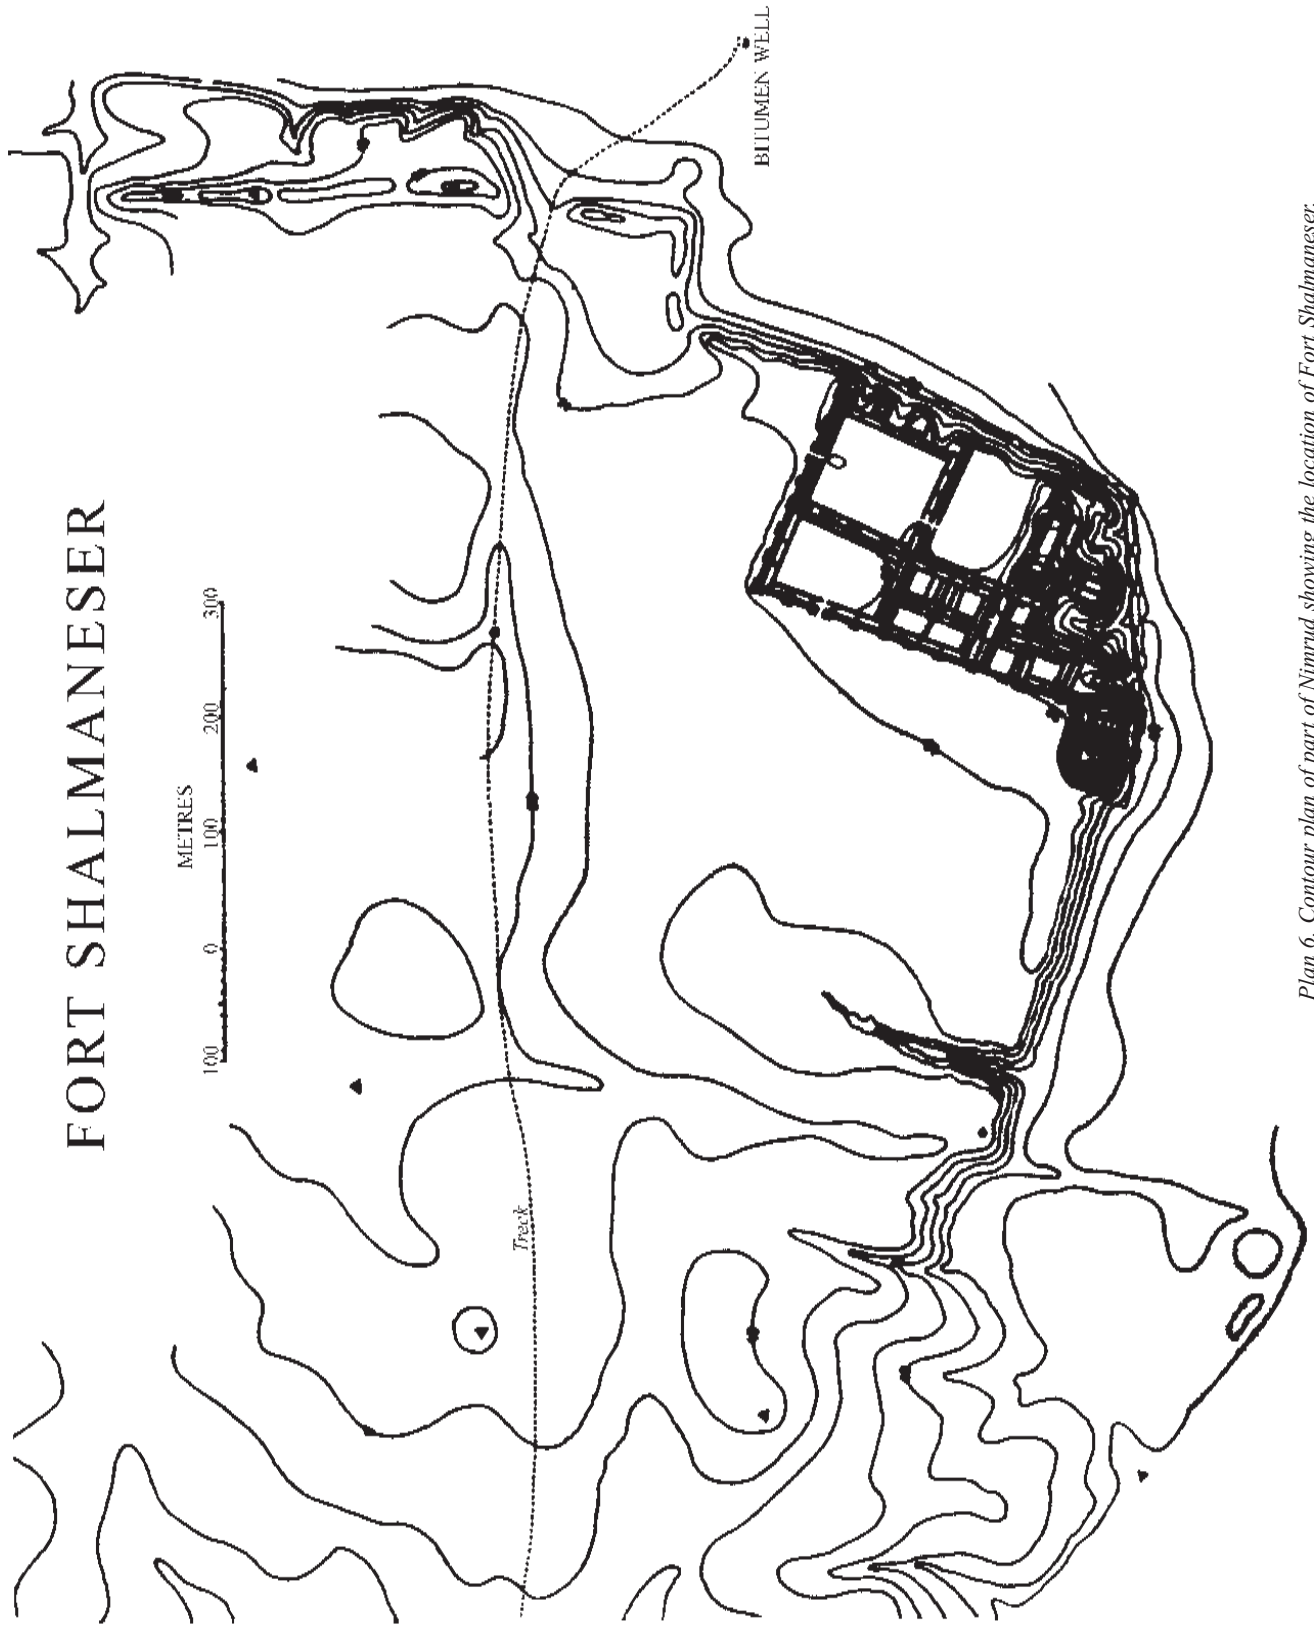 FORT SHALMANESER
METRES
100 0 100 200 300
Treck
BITUMEN WELL
Plan 6. Contour plan of part of Nimrud showing the location of Fort Shalmaneser.